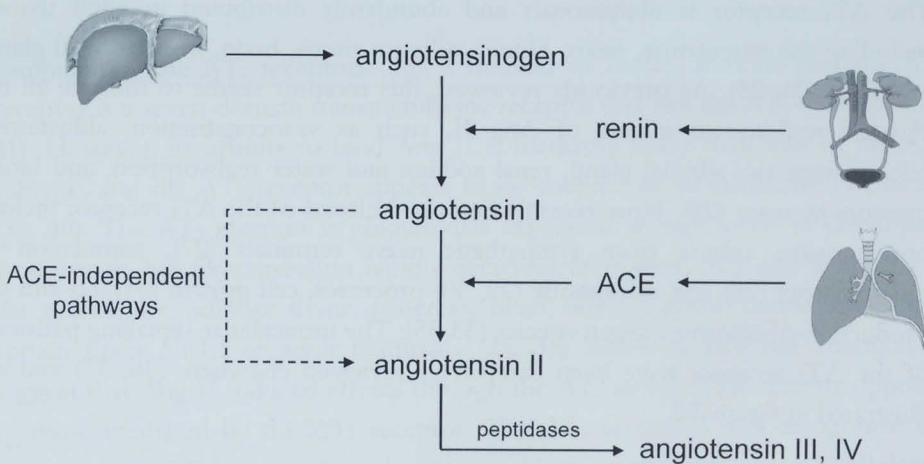 angiotensinogen
renin
angiotensin I
ACE-independent
pathways
ACE
angiotensin II
peptidases
angiotensin III, IV